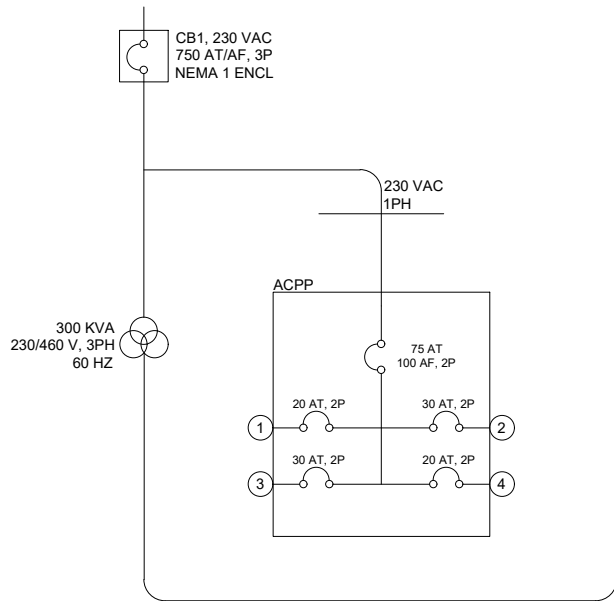 CB1, 230 VAC
750 AT/AF, 3P
NEMA 1 ENCL
230 VAC
1PH
ACPP
300 KVA
230/460 V, 3PH
60 HZ
75 AT
100 AF, 2P
20 AT, 2P
30 AT, 2P
1
2
30 AT, 2P
20 AT, 2P
3
4